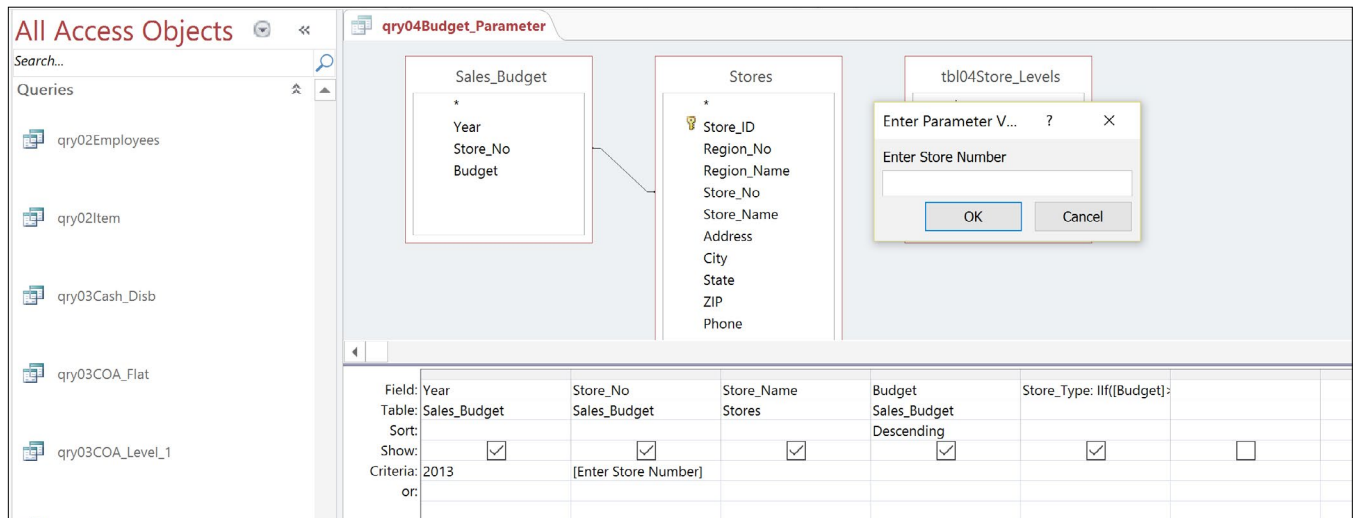 All Access Objects «
Search...
Queries
qry02Employees
qry02Item
qry03Cash_Disb
qry03COA_Flat
qry03COA_Level_1
qry04Budget_Parameter
Sales_Budget
*
Year
Store_No
Budget
Stores
*
Store_ID
Region_No
Region_Name
Store_No
Store_Name
Address
City
State
ZIP
Phone
tbl04Store_Levels
Enter Parameter V... ? ×
Enter Store Number
OK Cancel
Field: Year Store_No Store_Name Budget Store_Type: IIf([Budget]>
Table: Sales_Budget Sales_Budget Stores Sales_Budget
Sort: Descending
Show:
Criteria: 2013 [Enter Store Number]
or: